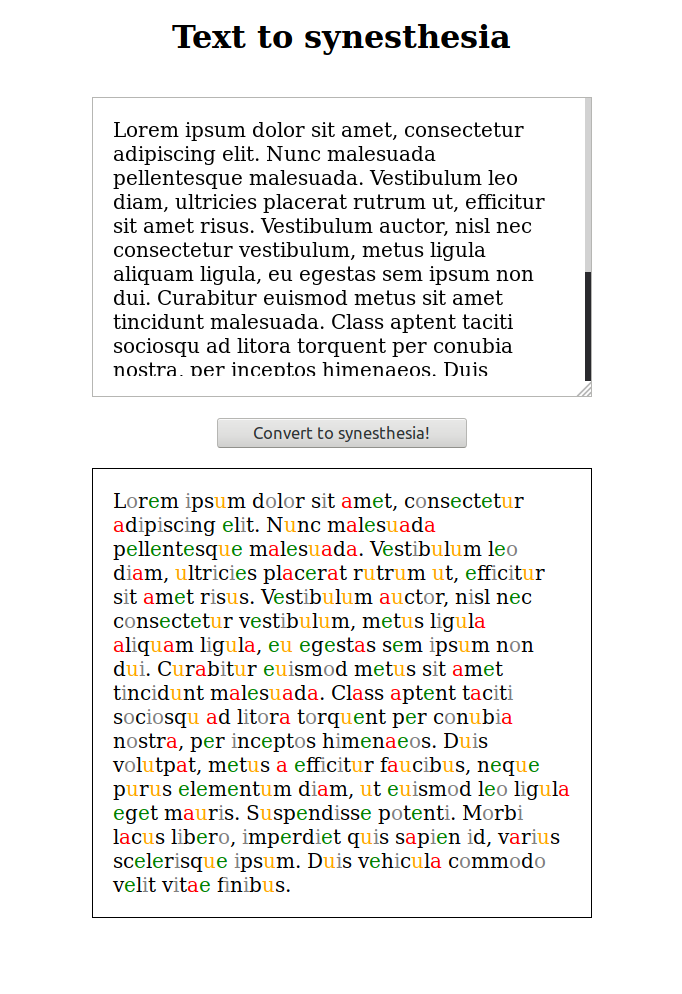 Text to synesthesia
Lorem ipsum dolor sit amet, consectetur
adipiscing elit. Nunc malesuada
pellentesque malesuada. Vestibulum leo
diam, ultricies placerat rutrum ut, efficitur
sit amet risus. Vestibulum auctor, nisl nec
consectetur vestibulum, metus ligula
aliquam ligula, eu egestas sem ipsum non
dui. Curabitur euismod metus sit amet
tincidunt malesuada. Class aptent taciti
sociosqu ad litora torquent per conubia
nostra, per inceptos himenaeos. Duis
Convert to synesthesia!
Lorem ipsum dolor sit amet, consectetur
adipiscing elit. Nunc malesuada
pellentesque malesuada. Vestibulum leo
diam, ultricies placerat rutrum ut, efficitur
sit amet risus. Vestibulum auctor, nisl nec
consectetur vestibulum, metus ligula
aliquam ligula, eu egestas sem ipsum non
dui. Curabitur euismod metus sit amet
tincidunt malesuada. Class aptent taciti
sociosqu ad litora torquent per conubia
nostra, per inceptos himenaeos. Duis
volutpat, metus a efficitur faucibus, neque
purus elementum diam, ut euismod leo ligula
eget mauris. Suspendisse potenti. Morbi
lacus libero, imperdiet quis sapien id, varius
scelerisque ipsum. Duis vehicula commodo
velit vitae finibus.